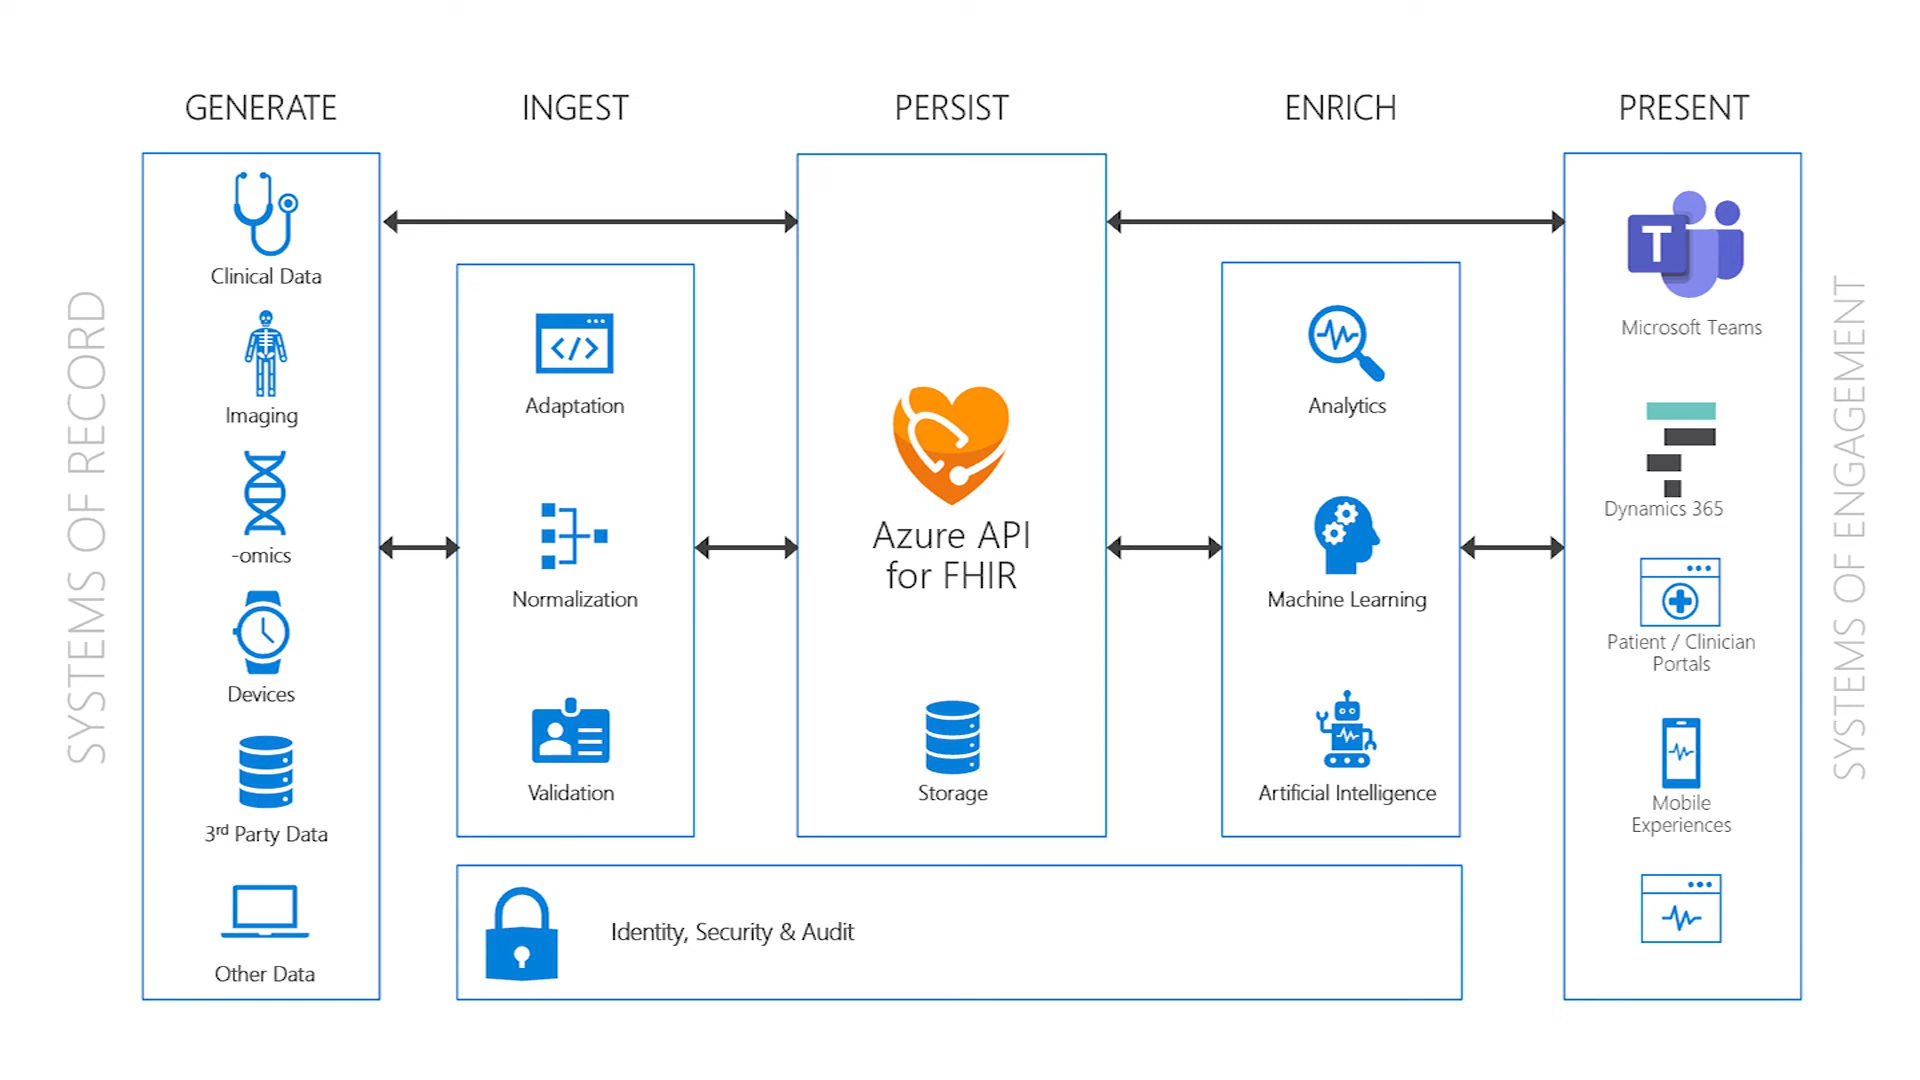 GENERATE
INGEST
PERSIST
ENRICH
PRESENT
SYSTEMS OF RECORD
Clinical Data
Imaging
-omics
Devices
3rd Party Data
Other Data
Adaptation
</>
Normalization
Validation
Azure API
for FHIR
Storage
Analytics
Machine Learning
Artificial Intelligence
T
Microsoft Teams
Dynamics 365
Patient / Clinician
Portals
Mobile
Experiences
SYSTEMS OF ENGAGEMENT
Identity, Security & Audit